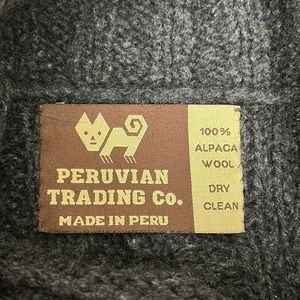 PERUVIAN
TRADING Co.
MADE IN PERU
100%
ALPACA
WOOL
DRY
CLEAN